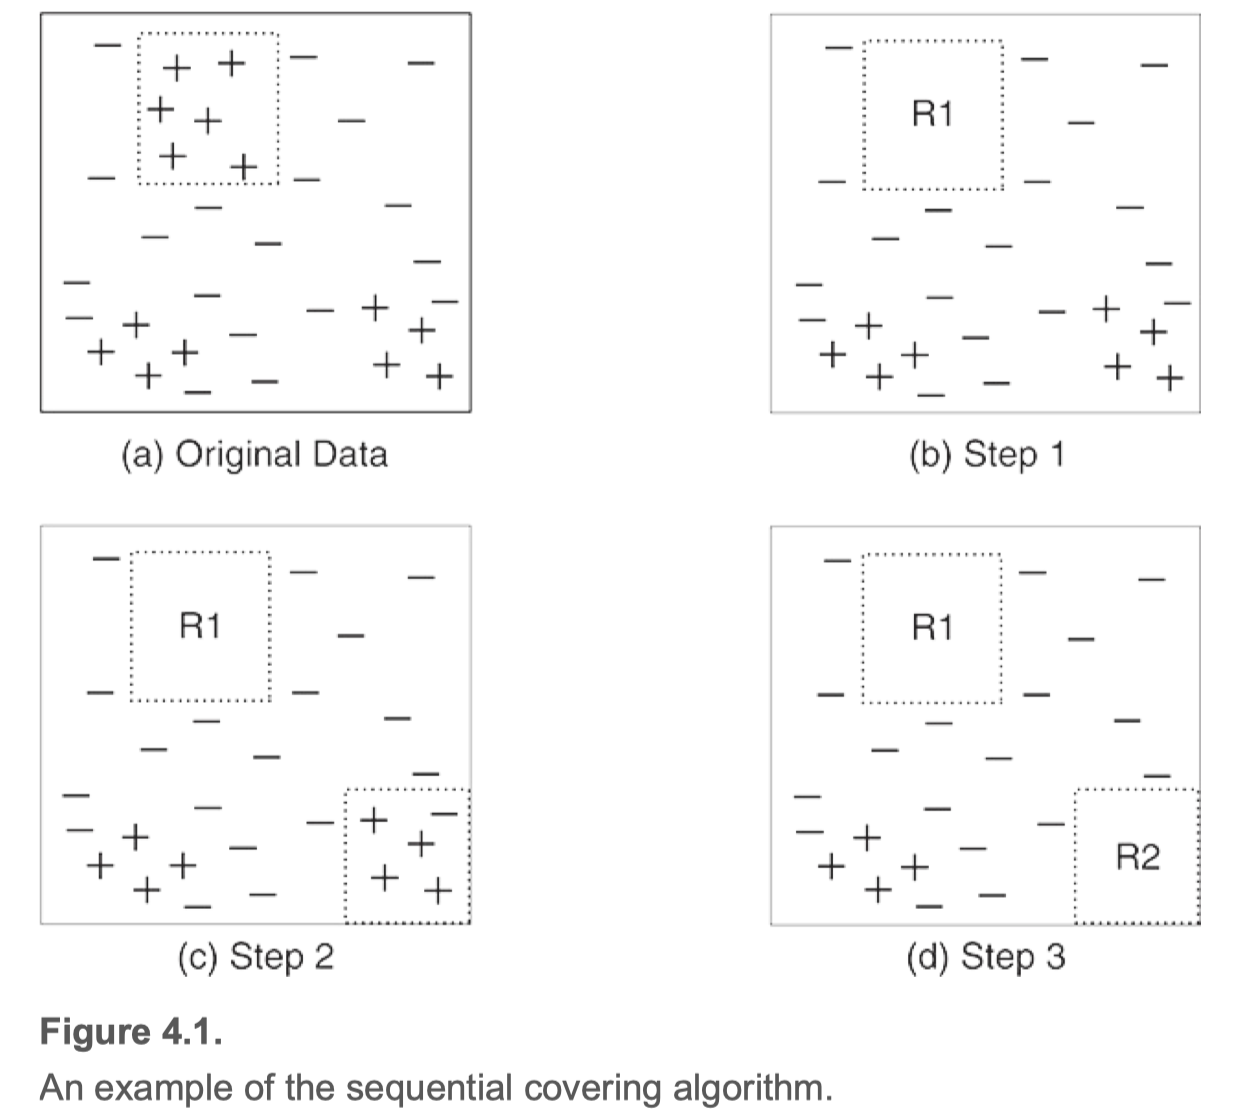 R1
R1
(a) Original Data
(b) Step 1
R1
R1
R2
(c) Step 2
(d) Step 3
Figure 4.1.
An example of the sequential covering algorithm.